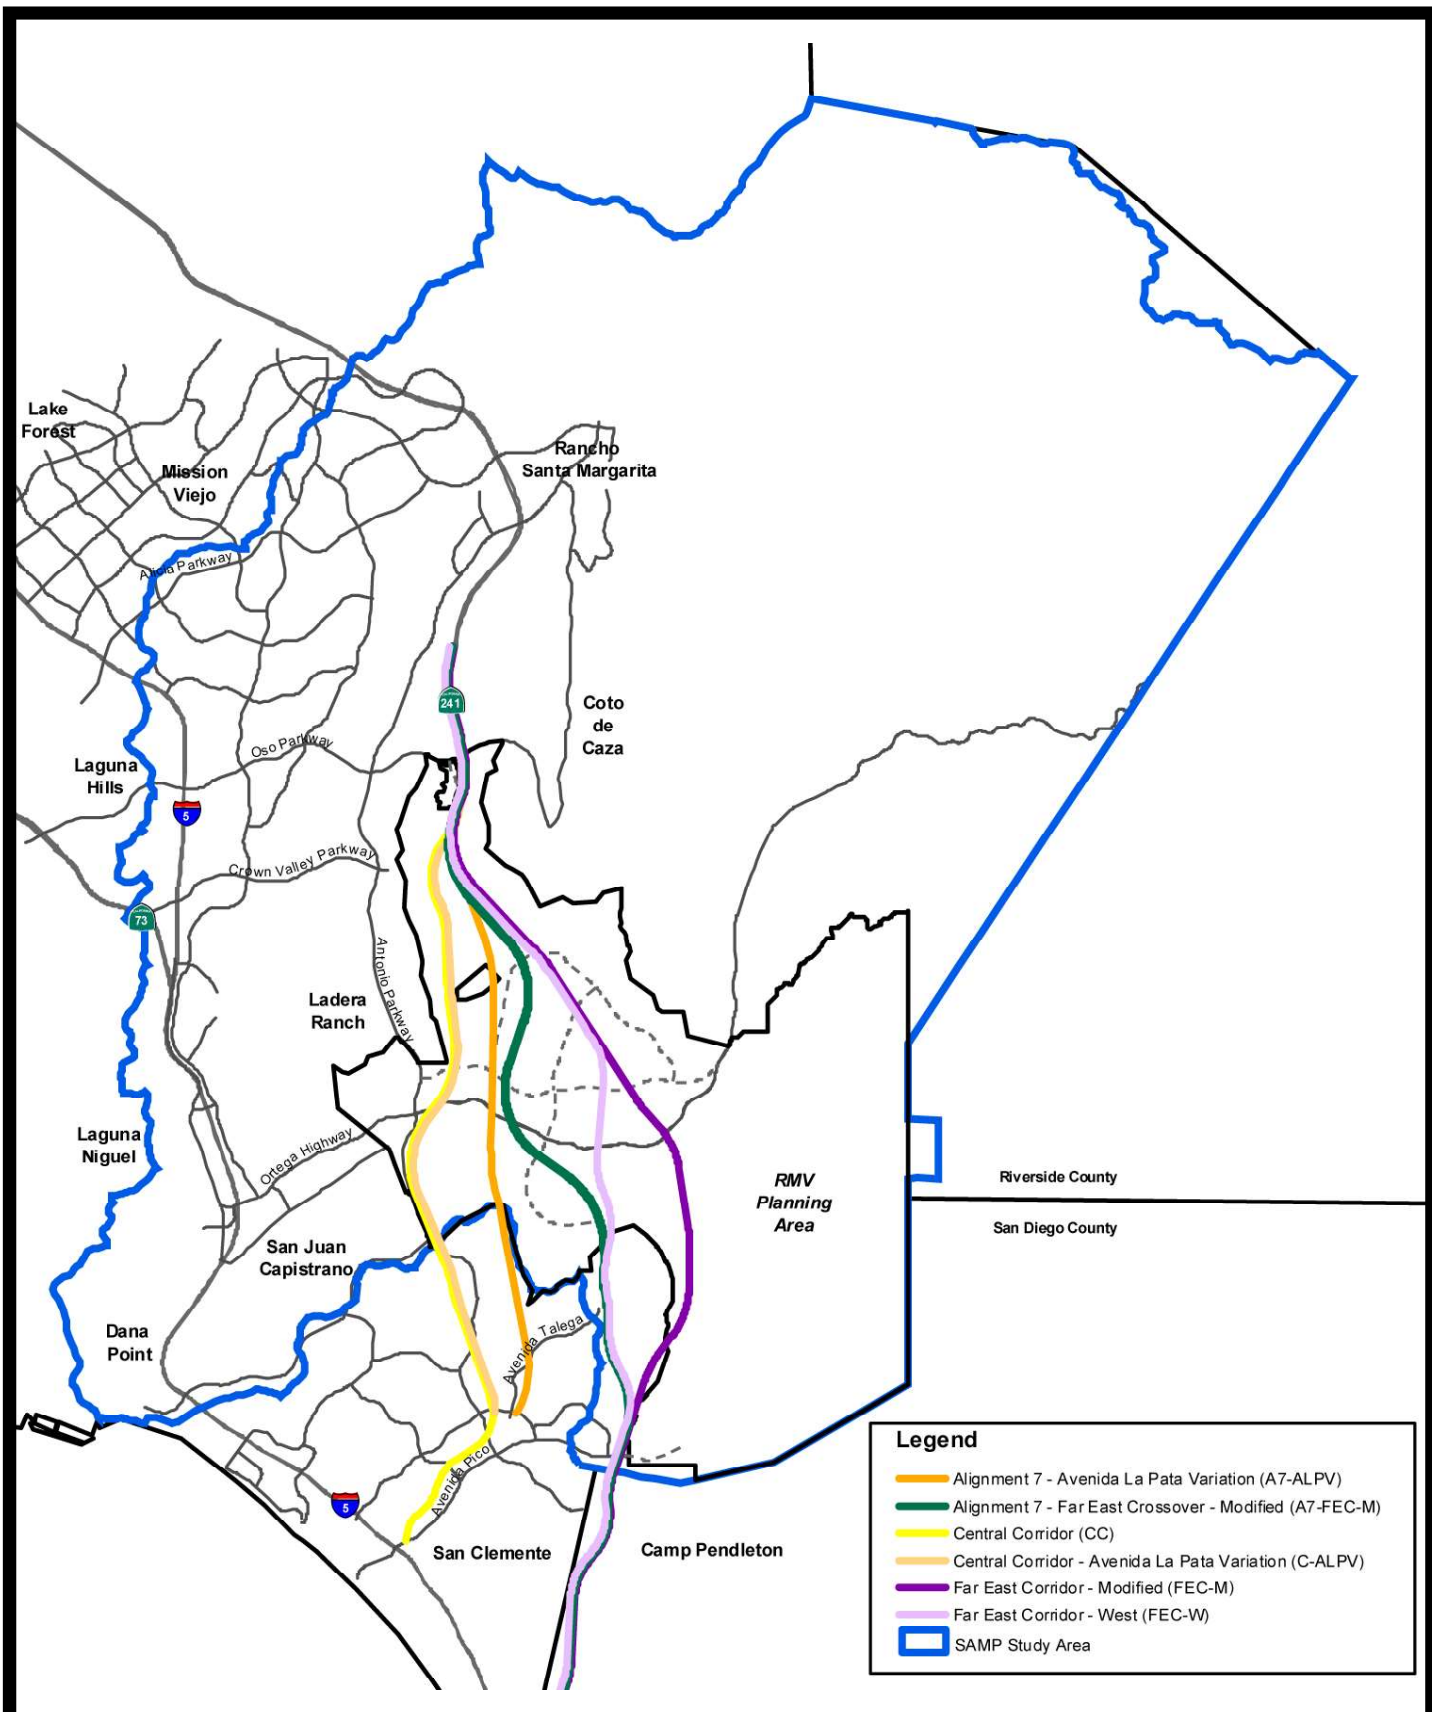 Lake
Forest
Mission
Viejo
Rancho
Santa Margarita
Alicia Parkway
241
Coto
de
Caza
Oso Parkway
Laguna
Hills
5
Crown Valley Parkway
73
Antonio Parkway
Ladera
Ranch
Laguna
Niguel
Ortega Highway
RMV
Planning
Area
Riverside County
San Diego County
San Juan
Capistrano
Dana
Point
Avenida Talega
Avenida Pico
5
San Clemente
Camp Pendleton
Legend
Alignment 7 - Avenida La Pata Variation (A7-ALPV)
Alignment 7 - Far East Crossover - Modified (A7-FEC-M)
Central Corridor (CC)
Central Corridor - Avenida La Pata Variation (C-ALPV)
Far East Corridor - Modified (FEC-M)
Far East Corridor - West (FEC-W)
SAMP Study Area